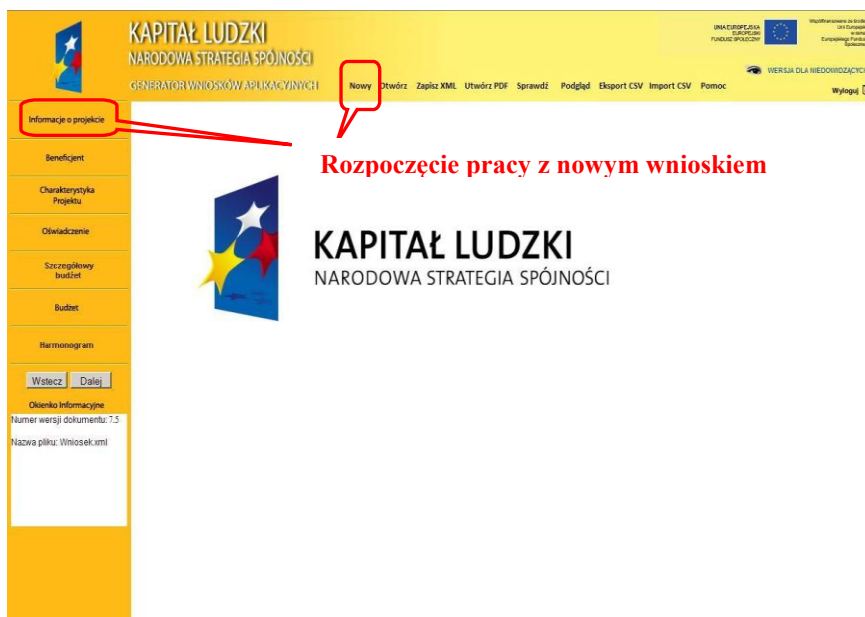 KAPITAŁ LUDZKI
NARODOWA STRATEGIA SPÓJNOŚCI
GENERATOR WNIOSKÓW APLIKACYJNYCH
UNIA EUROPEJSKA
EUROPEJSKI
FUNDUSZ SPOŁECZNY
WERSJA DLA NIEDOWIDZĄCYCH
Nowy Otwórz Zapisz XML Utwórz PDF Sprawdź Podgląd Eksport CSV Import CSV Pomoc
Wyloguj
Informacje o projekcie
Beneficjent
Charakterystyka
Projektu
Oświadczenie
Szczegółowy
budżet
Budżet
Harmonogram
Wstecz Dalej
Okienko Informacyjne
Numer wersji dokumentu: 7.5
Nazwa pliku: Wniosek.xml
Rozpoczęcie pracy z nowym wnioskiem
KAPITAŁ LUDZKI
NARODOWA STRATEGIA SPÓJNOŚCI